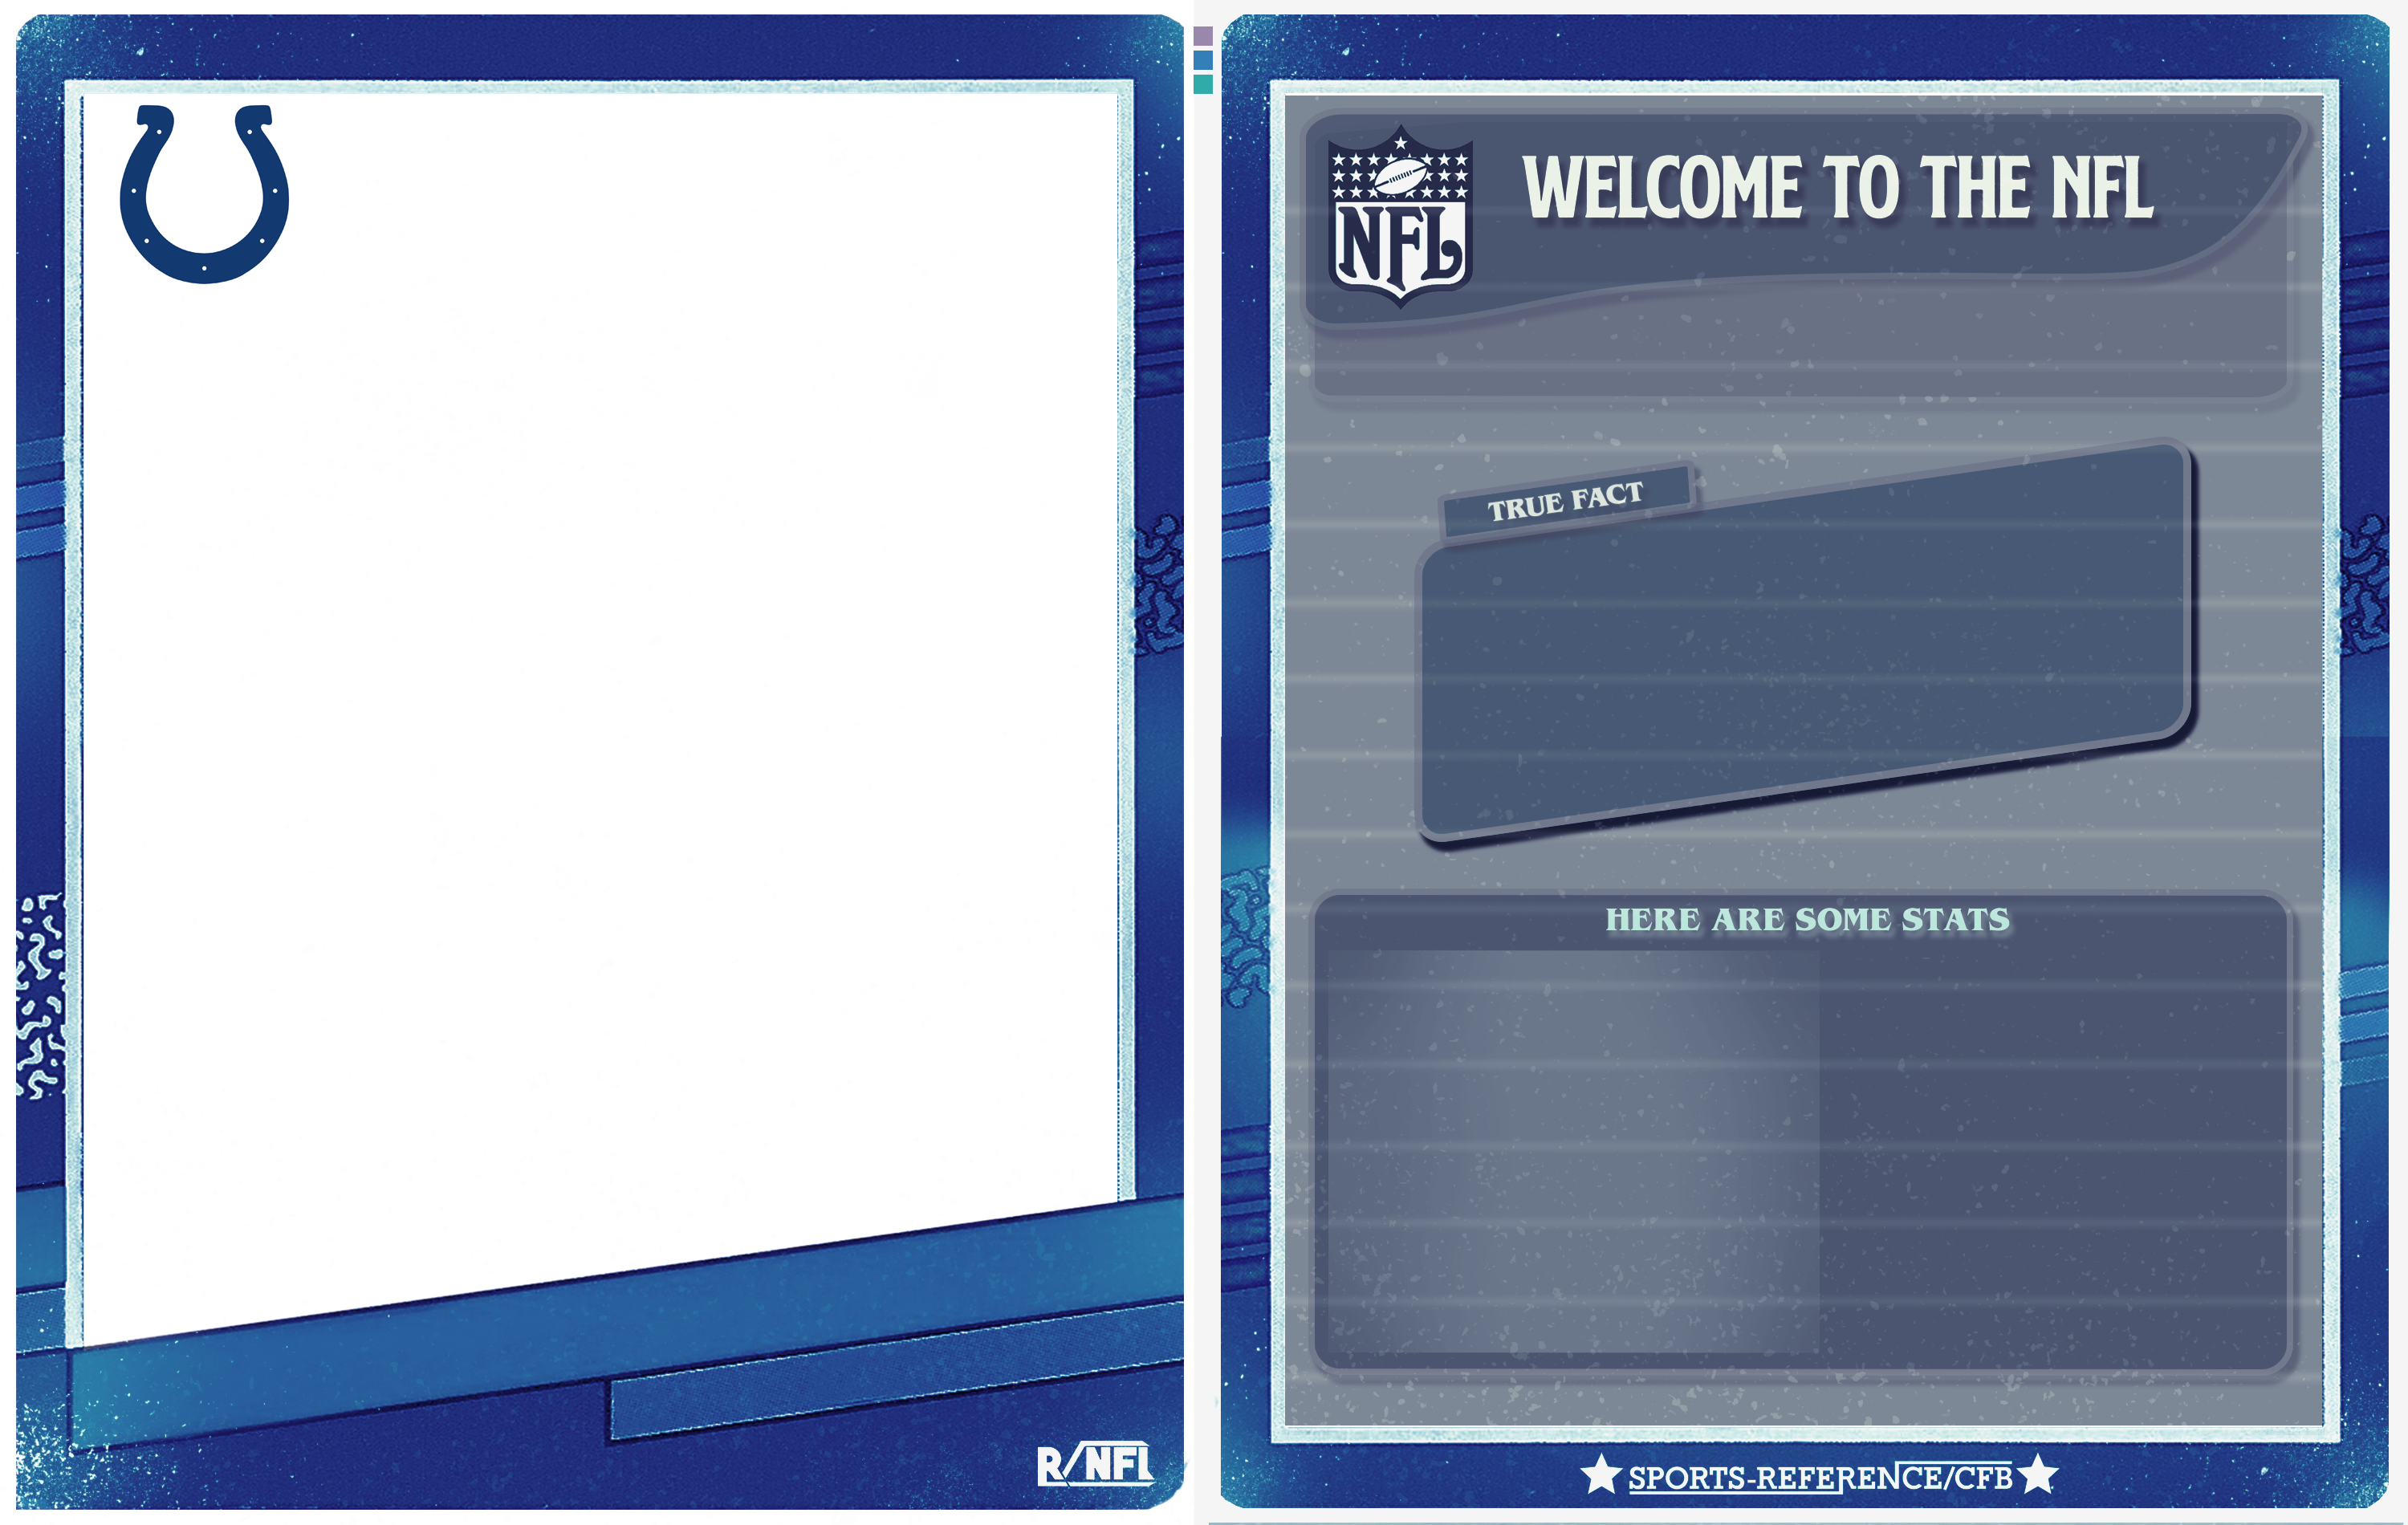 R/NFL
NFL
WELCOME TO THE NFL
TRUE FACT
HERE ARE SOME STATS
SPORTS-REFERENCE/CFB